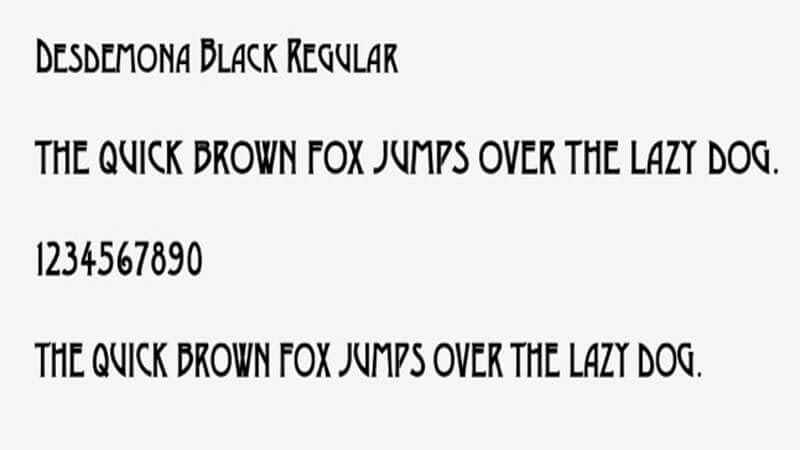 Desdemona Black Regular
THE QUICK BROWN FOX JUMPS OVER THE LAZY DOG.
1234567890
THE QUICK BROWN FOX JUMPS OVER THE LAZY DOG.